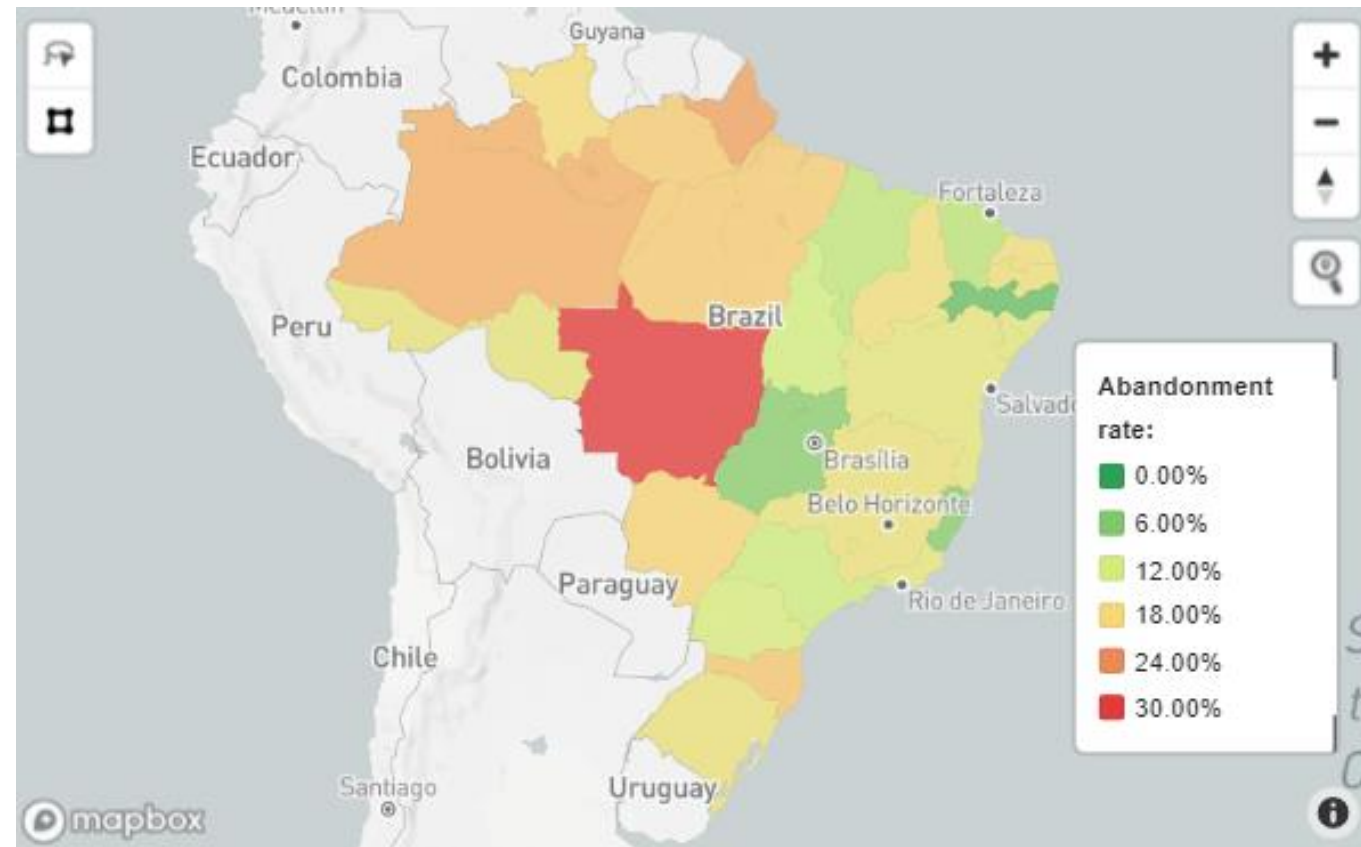 Guyana
Colombia
Ecuador
Fortaleza
Peru
Brazil
Salvad
Brasília
Bolivia
Belo Horizonte
Paraguay
Rio de Janeiro
Chile
Santiago
Uruguay
mapbox
Abandonment
rate:
0.00%
6.00%
12.00%
18.00%
24.00%
30.00%